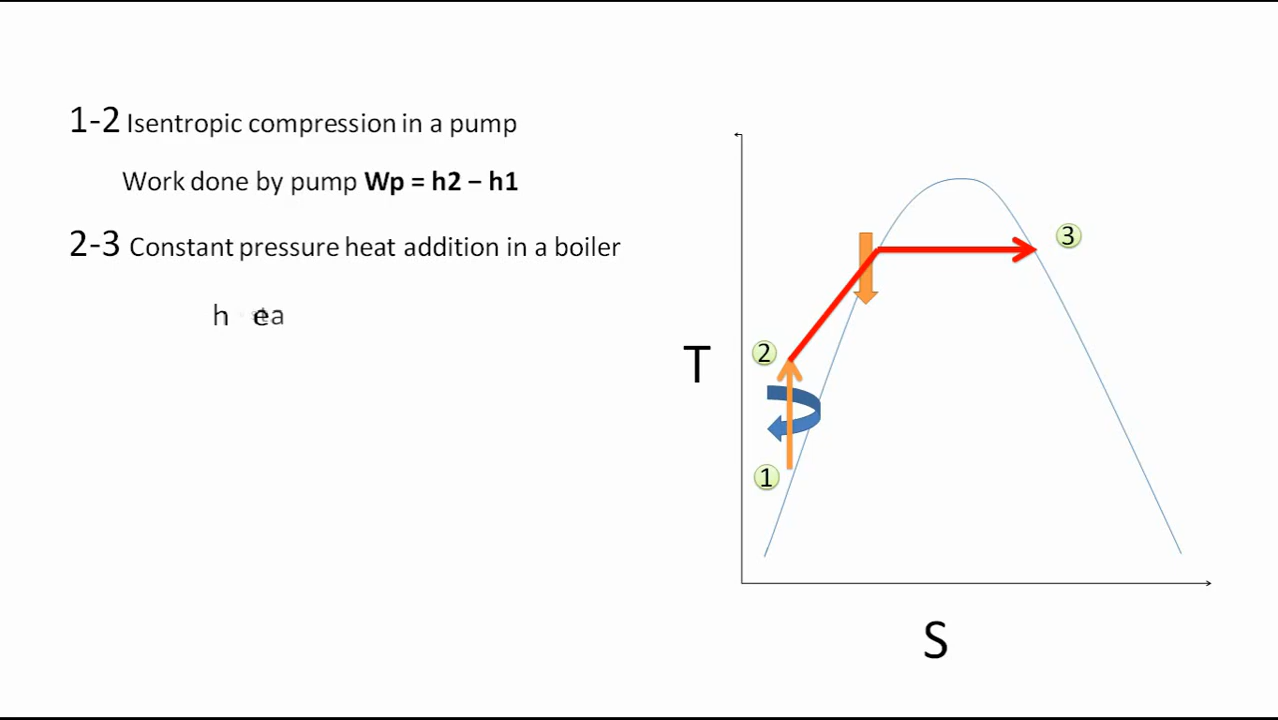 1-2 Isentropic compression in a pump
Work done by pump Wp = h2 – h1
2-3 Constant pressure heat addition in a boiler
h
3
T
2
1
S